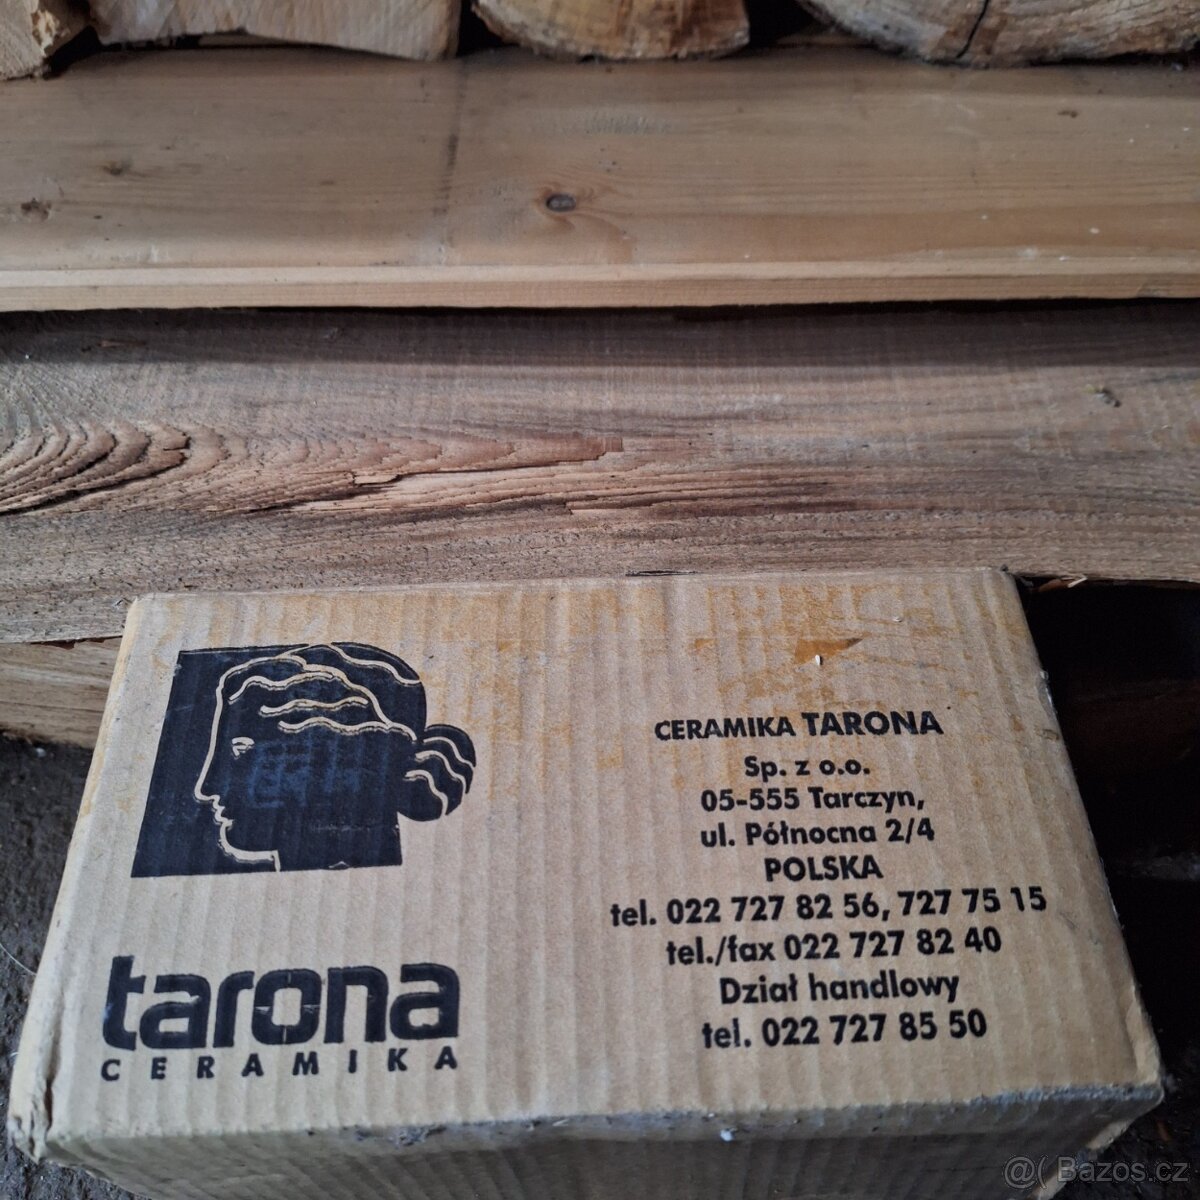 CERAMIKA TARONA
Sp. z o.o.
05-555 Tarczyn,
ul. Północna 2/4
POLSKA
tel. 022 727 82 56, 727 75 15
tel./fax 022 727 82 40
Dział handlowy
tel. 022 727 85 50
tarona
CERAMIKA
@( Bazos.cz